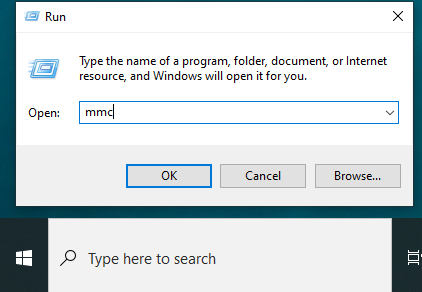 Run
Type the name of a program, folder, document, or Internet
resource, and Windows will open it for you.
Open: mmc
OK Cancel Browse...
Type here to search